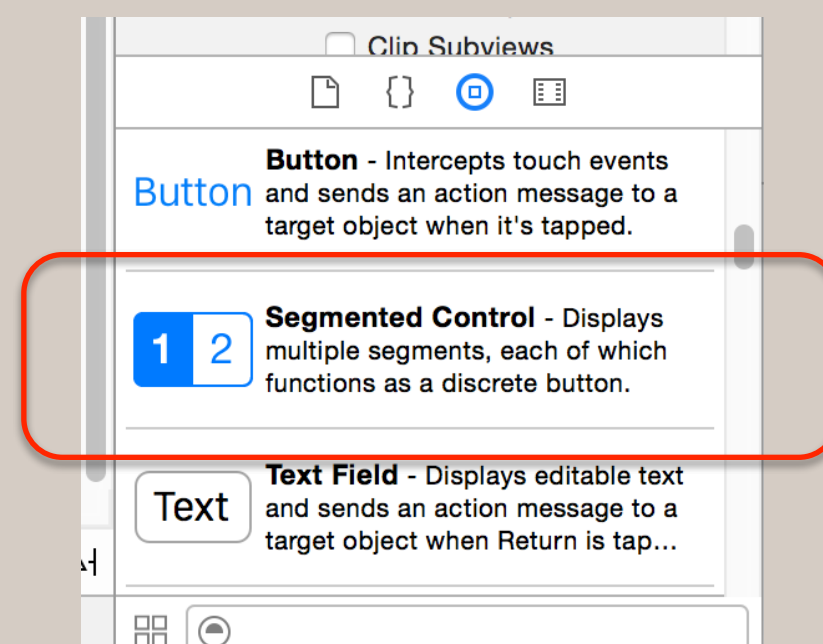 Clip Subviews
{}
Button
Button - Intercepts touch events
and sends an action message to a
target object when it's tapped.
1 2
Segmented Control - Displays
multiple segments, each of which
functions as a discrete button.
Text
Text Field - Displays editable text
and sends an action message to a
target object when Return is tap...